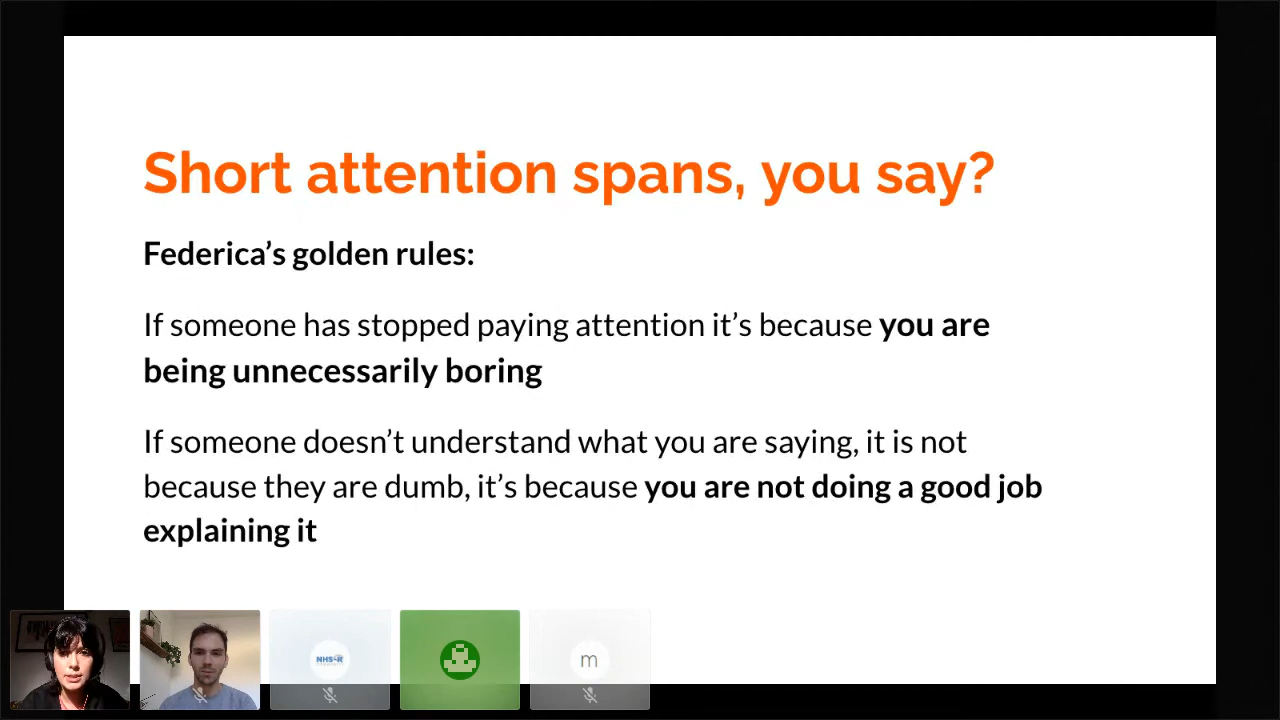 Short attention spans, you say?
Federica’s golden rules:
If someone has stopped paying attention it’s because you are
being unnecessarily boring
If someone doesn’t understand what you are saying, it is not
because they are dumb, it’s because you are not doing a good job
explaining it
NHS-R
m